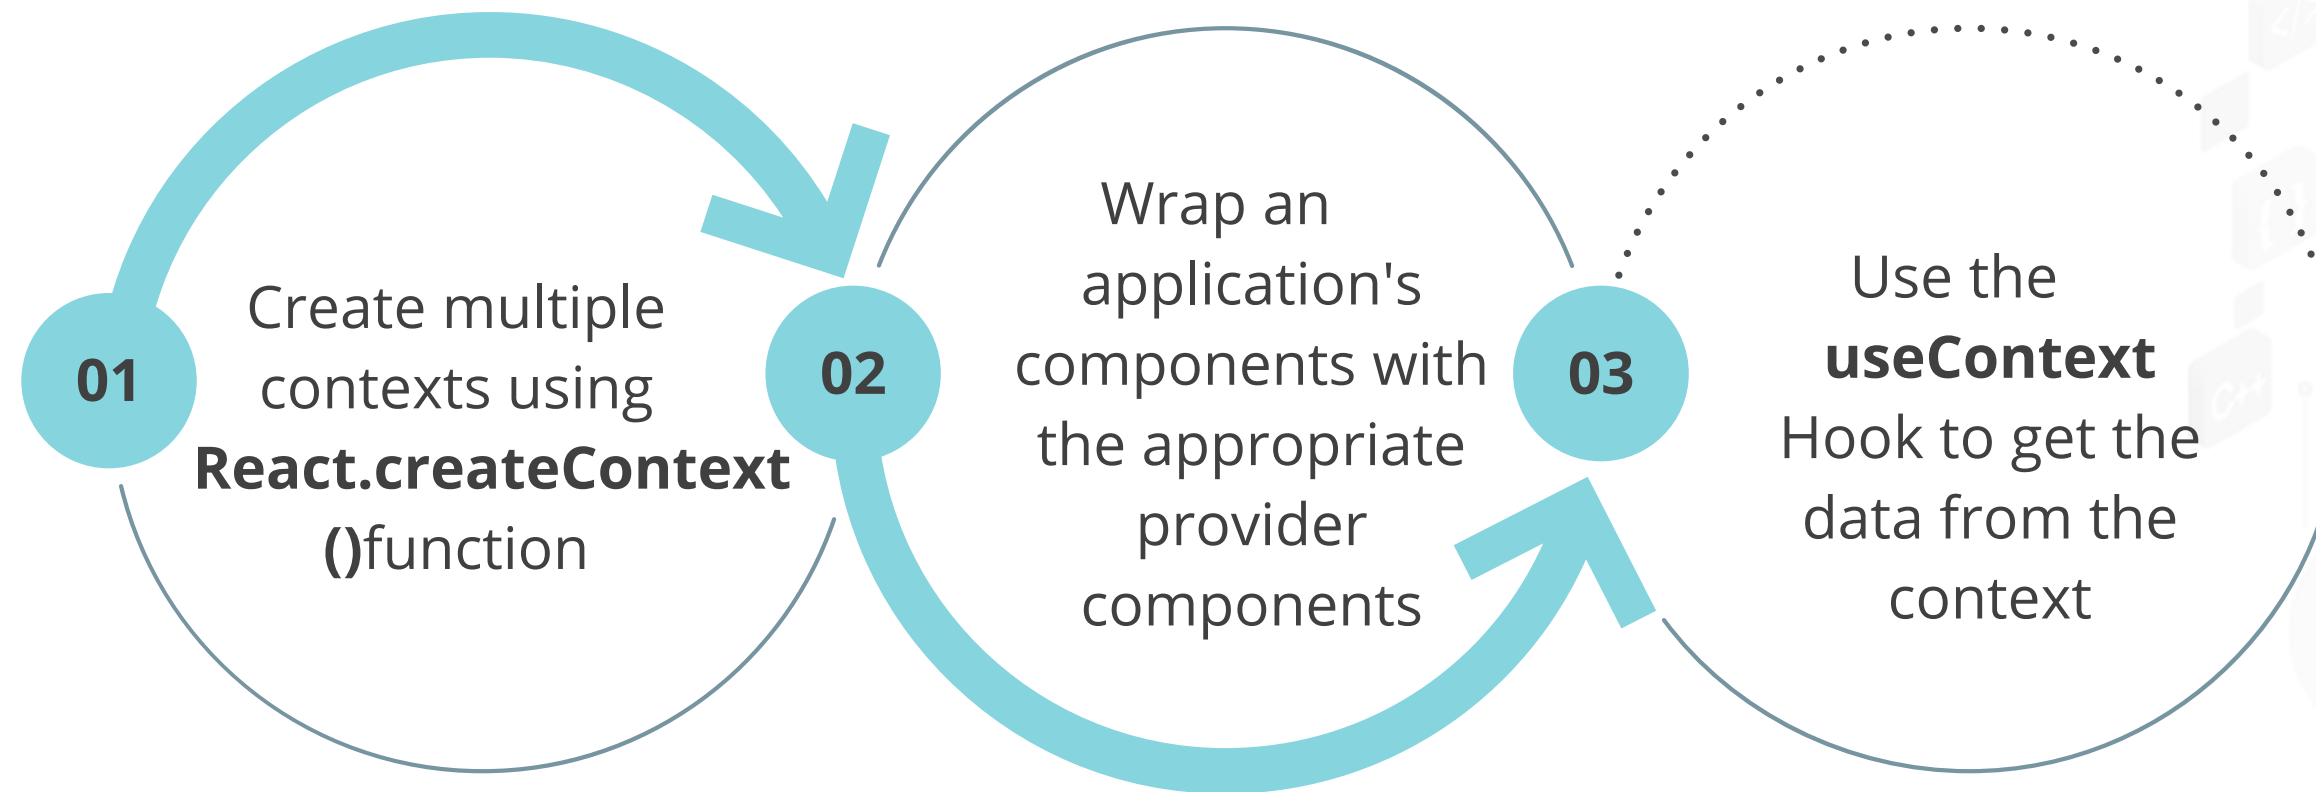 01
Create multiple
contexts using
React.createContext
()function
02
Wrap an
application's
components with
the appropriate
provider
components
03
Use the
useContext
Hook to get the
data from the
context
C++